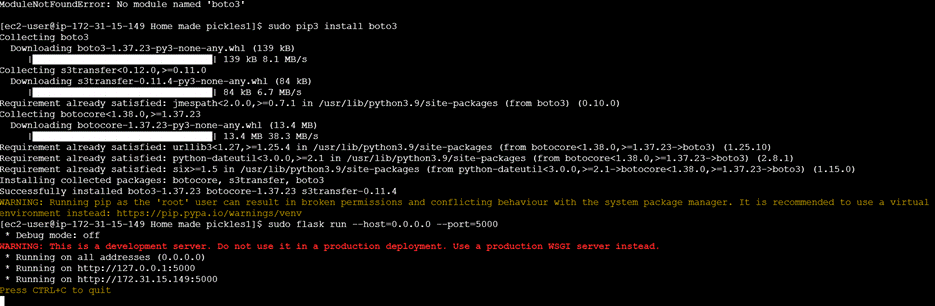 ModuleNotFoundError: No module named 'boto3'
[ec2-user@ip-172-31-15-149 Home made pickles1]$ sudo pip3 install boto3
Collecting boto3
  Downloading boto3-1.37.23-py3-none-any.whl (139 kB)
     |████████████████████████████████| 139 kB 8.1 MB/s
Collecting s3transfer<0.12.0,>=0.11.0
  Downloading s3transfer-0.11.4-py3-none-any.whl (84 kB)
     |████████████████████████████████| 84 kB 6.7 MB/s
Requirement already satisfied: jmespath<2.0.0,>=0.7.1 in /usr/lib/python3.9/site-packages (from boto3) (0.10.0)
Collecting botocore<1.38.0,>=1.37.23
  Downloading botocore-1.37.23-py3-none-any.whl (13.4 MB)
     |████████████████████████████████| 13.4 MB 38.3 MB/s
Requirement already satisfied: urllib3<1.27,>=1.25.4 in /usr/lib/python3.9/site-packages (from botocore<1.38.0,>=1.37.23->boto3) (1.25.10)
Requirement already satisfied: python-dateutil<3.0.0,>=2.1 in /usr/lib/python3.9/site-packages (from botocore<1.38.0,>=1.37.23->boto3) (2.8.1)
Requirement already satisfied: six>=1.5 in /usr/lib/python3.9/site-packages (from python-dateutil<3.0.0,>=2.1->botocore<1.38.0,>=1.37.23->boto3) (1.15.0)
Installing collected packages: botocore, s3transfer, boto3
Successfully installed boto3-1.37.23 botocore-1.37.23 s3transfer-0.11.4
WARNING: Running pip as the 'root' user can result in broken permissions and conflicting behaviour with the system package manager. It is recommended to use a virtual
environment instead: https://pip.pypa.io/warnings/venv
[ec2-user@ip-172-31-15-149 Home made pickles1]$ sudo flask run --host=0.0.0.0 --port=5000
 * Debug mode: off
WARNING: This is a development server. Do not use it in a production deployment. Use a production WSGI server instead.
 * Running on all addresses (0.0.0.0)
 * Running on http://127.0.0.1:5000
 * Running on http://172.31.15.149:5000
Press CTRL+C to quit